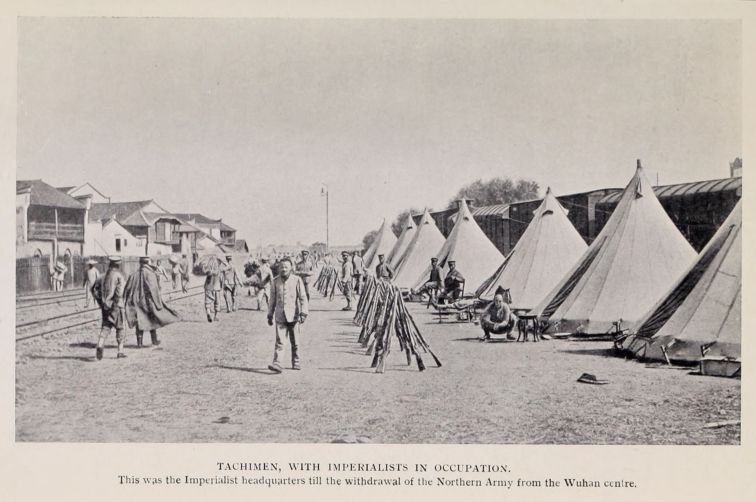 TACHIMEN, WITH IMPERIALISTS IN OCCUPATION.
This was the Imperialist headquarters till the withdrawal of the Northern Army from the Wuhan centre.